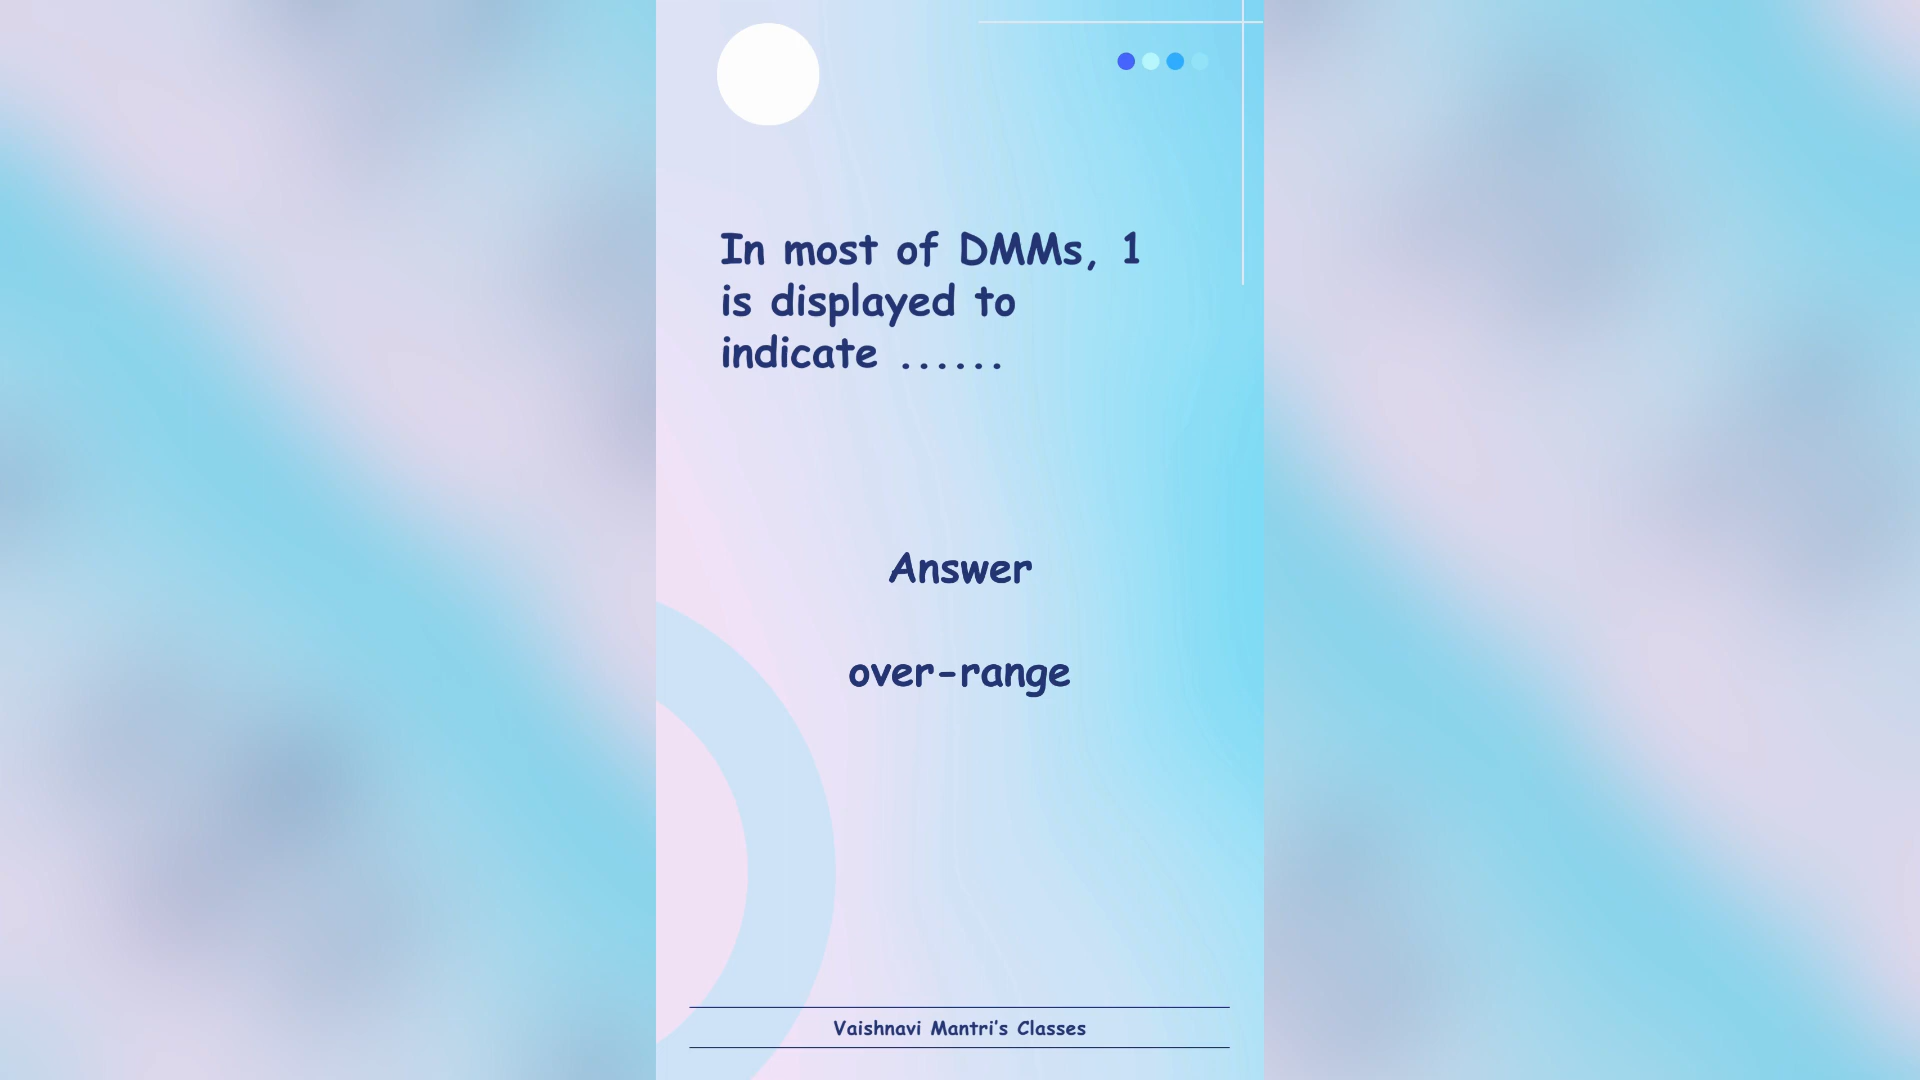 In most of DMMs, 1
is displayed to
indicate ......
Answer
over-range
Vaishnavi Mantri's Classes